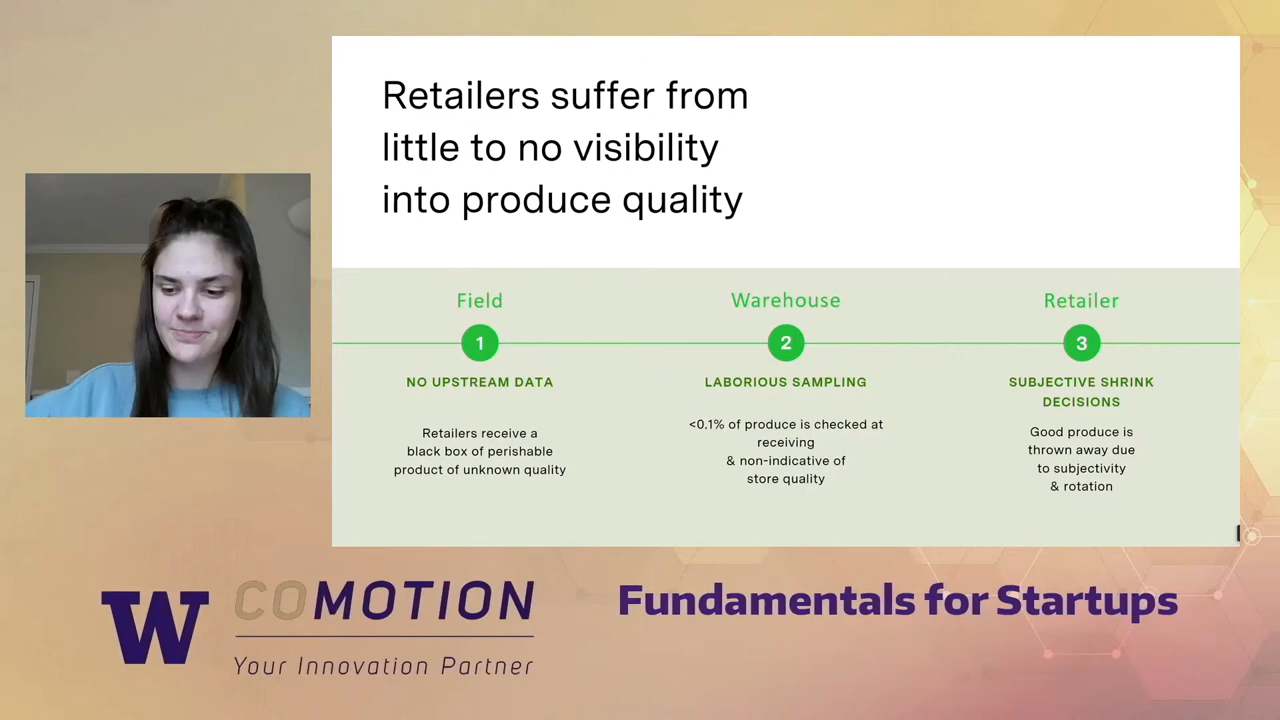 Retailers suffer from
little to no visibility
into produce quality
Field
1
NO UPSTREAM DATA
Retailers receive a
black box of perishable
product of unknown quality
Warehouse
2
LABORIOUS SAMPLING
<0.1% of produce is checked at
receiving
& non-indicative of
store quality
Retailer
3
SUBJECTIVE SHRINK
DECISIONS
Good produce is
thrown away due
to subjectivity
& rotation
W COMOTION
Your Innovation Partner
Fundamentals for Startups